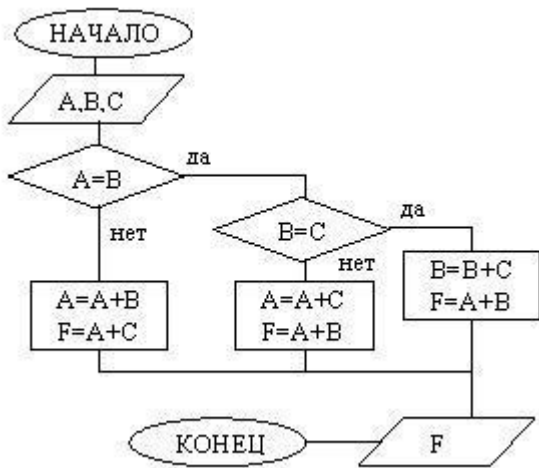 НАЧАЛО
A,B,C
да
A=B
да
B=C
нет
нет
B=B+C
F=A+B
A=A+B
F=A+C
A=A+C
F=A+B
КОНЕЦ
F